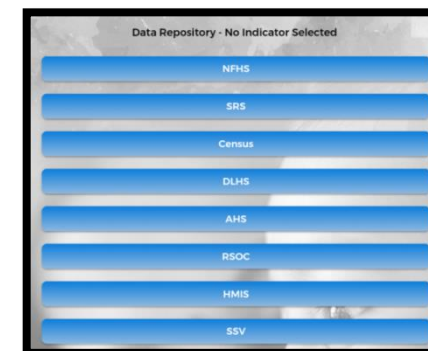 Data Repository - No Indicator Selected
NFHS
SRS
Census
DLHS
AHS
RSOC
HMIS
SSV